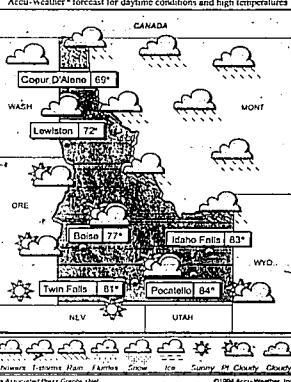 Accu-Weather® forecast for daytime conditions and high temperatures
CANADA
Coeur D'Alene 69°
WASH
MONT
Lewiston 72°
ORE
Boise 77°
Idaho Falls 83°
WYO.
Twin Falls 81°
Pocatello 84°
NEV
UTAH
Showers T-storms Rain Flurries Snow Ice Sunny Pt Cloudy Cloudy
Associated Press GraphicsNet
©1994 Accu-Weather